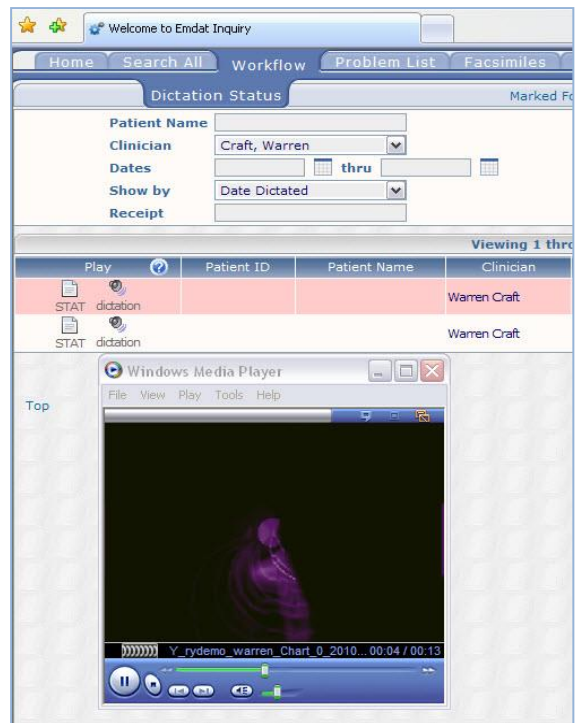 Welcome to Emdat Inquiry
Home Search All Workflow Problem List Facsimiles
Dictation Status Marked Fo
Patient Name
Clinician Craft, Warren
Dates thru
Show by Date Dictated
Receipt
Viewing 1 thro
Play ? Patient ID Patient Name Clinician
STAT dictation Warren Craft
STAT dictation Warren Craft
Windows Media Player
Top
File View Play Tools Help
Y_rydemo_warren_Chart_0_2010... 00:04 / 00:13